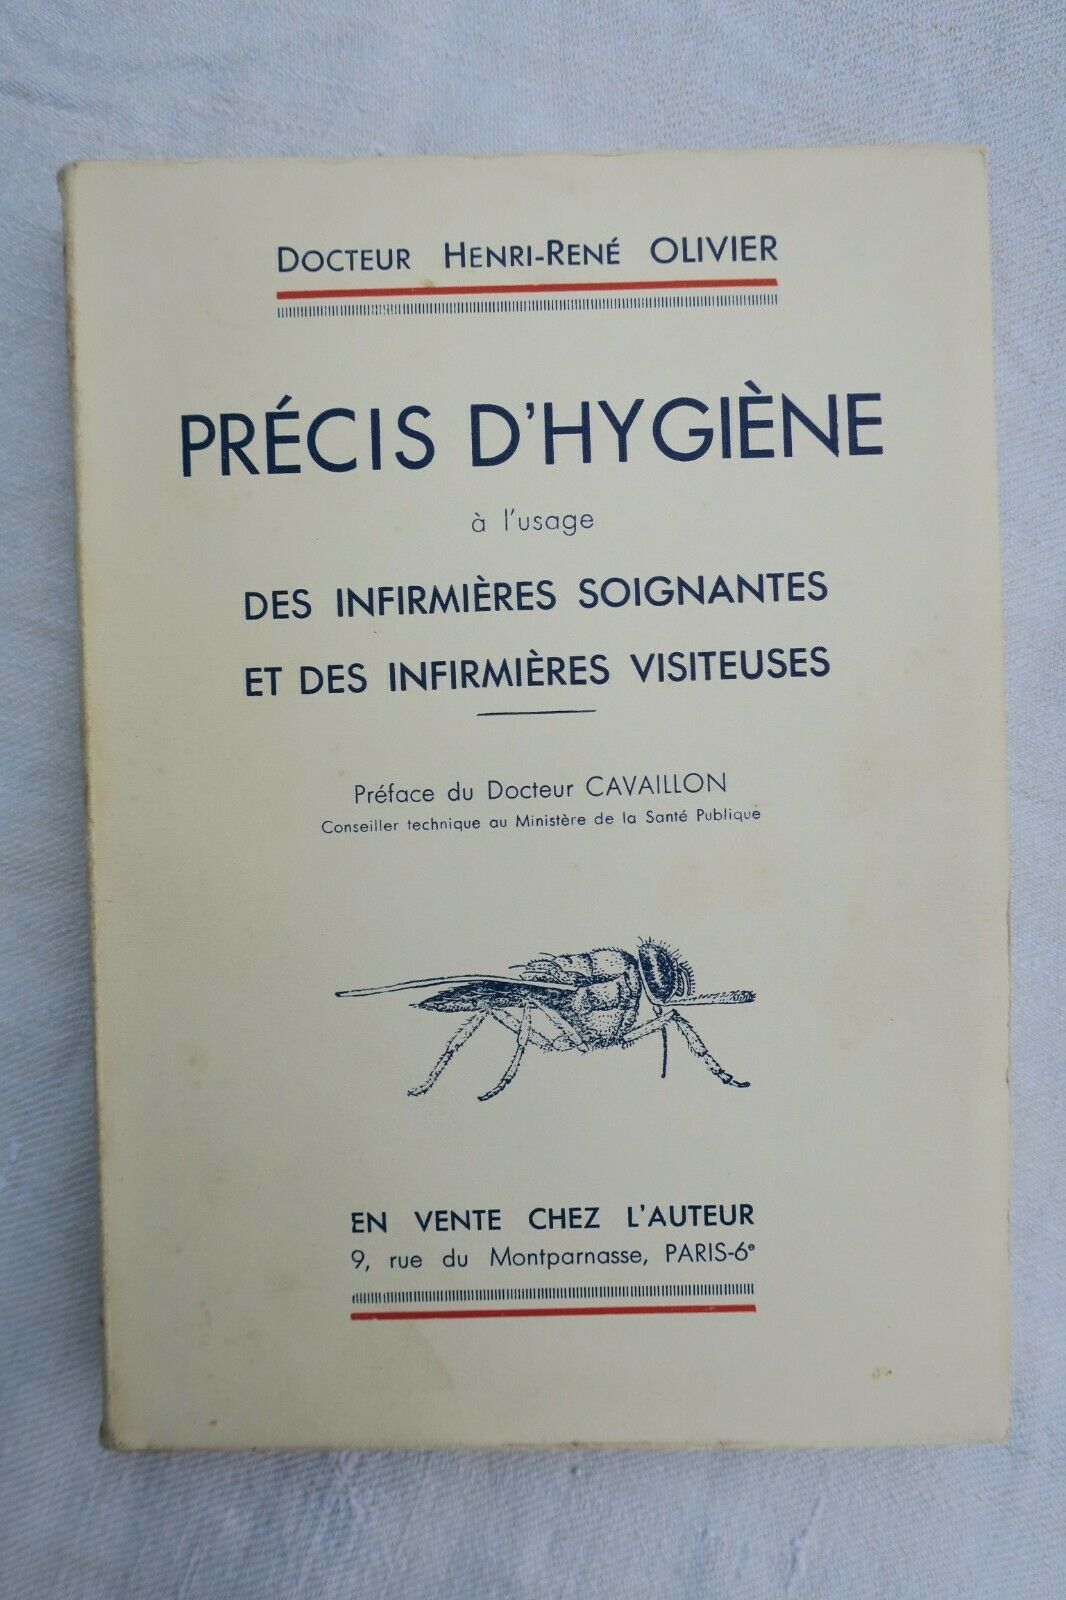 DOCTEUR HENRI-RENÉ OLIVIER
PRÉCIS D'HYGIÈNE
à l'usage
DES INFIRMIÈRES SOIGNANTES
ET DES INFIRMIÈRES VISITEUSES
Préface du Docteur CAVAILLON
Conseiller technique au Ministère de la Santé Publique
EN VENTE CHEZ L'AUTEUR
9, rue du Montparnasse, PARIS-6e